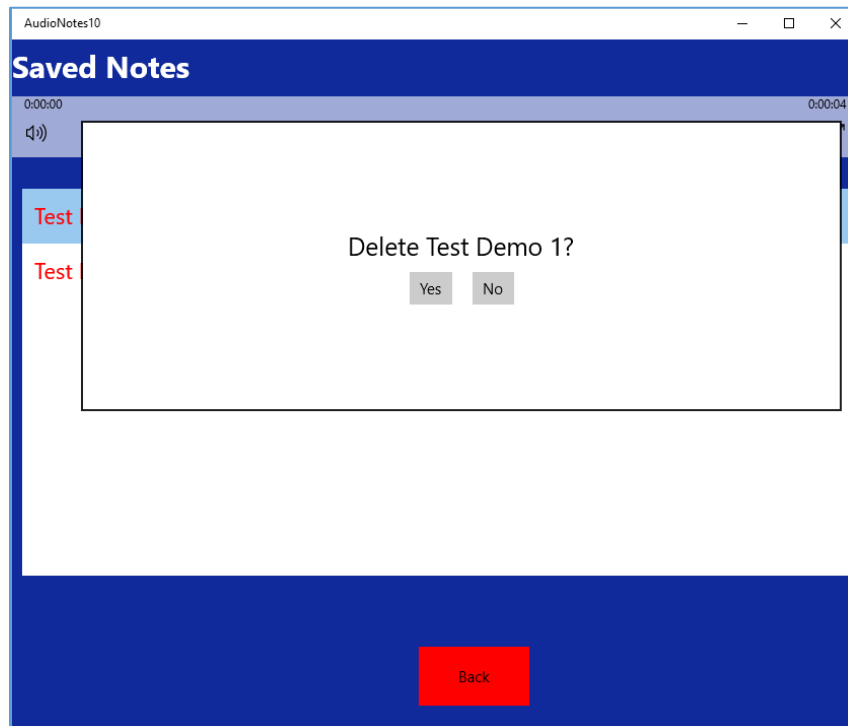 AudioNotes10
Saved Notes
0:00:00 0:00:04
Test
Delete Test Demo 1?
Yes No
Test
Back